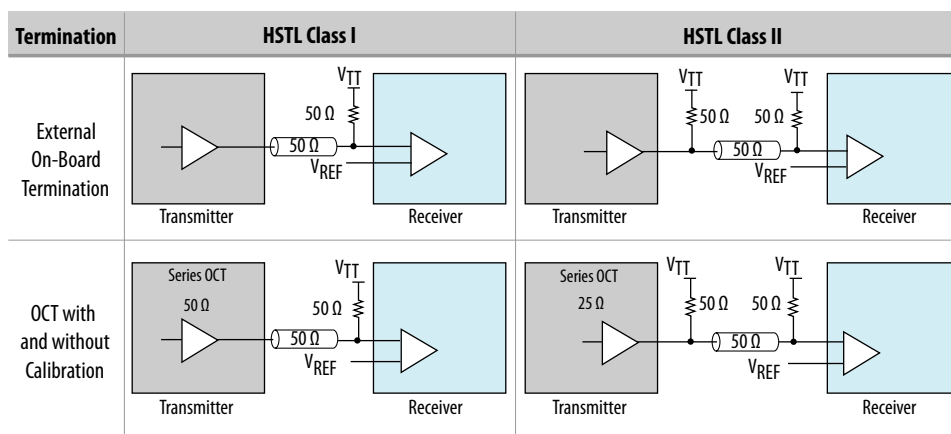 Termination HSTL Class I HSTL Class II
External
On-Board
Termination
VTT
50 Ω
50 Ω
VREF
Transmitter Receiver
VTT VTT
50 Ω 50 Ω
50 Ω
VREF
Transmitter Receiver
OCT with
and without
Calibration
Series OCT
50 Ω
VTT
50 Ω
50 Ω
VREF
Transmitter Receiver
Series OCT
25 Ω
VTT VTT
50 Ω 50 Ω
50 Ω
VREF
Transmitter Receiver